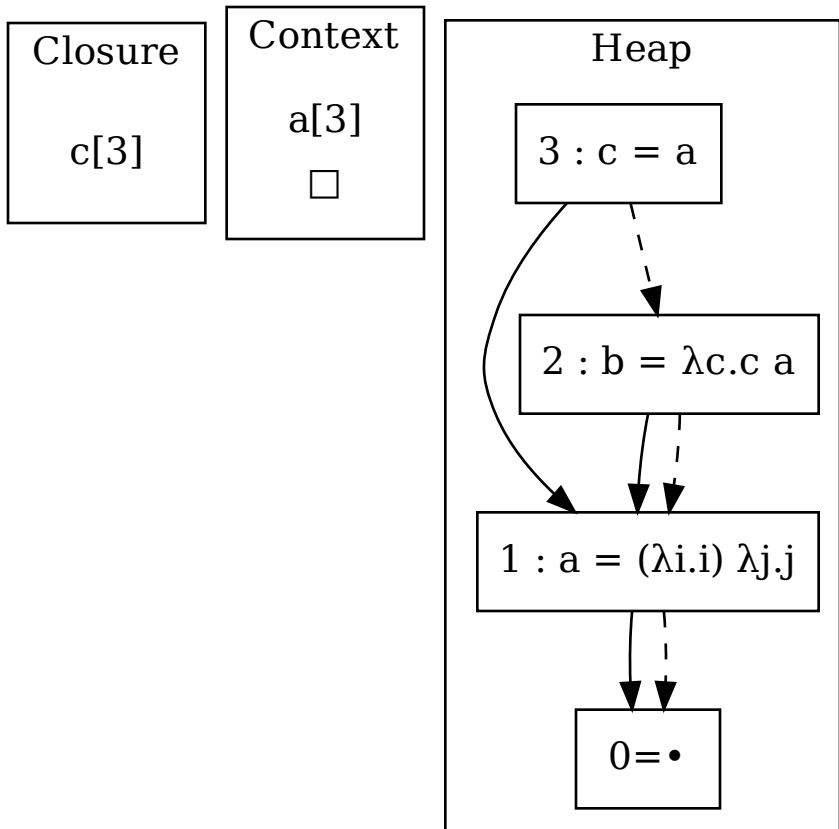 Closure
c[3]
Context
a[3]
□
Heap
3 : c = a
2 : b = λc.c a
1 : a = (λi.i) λj.j
0=•